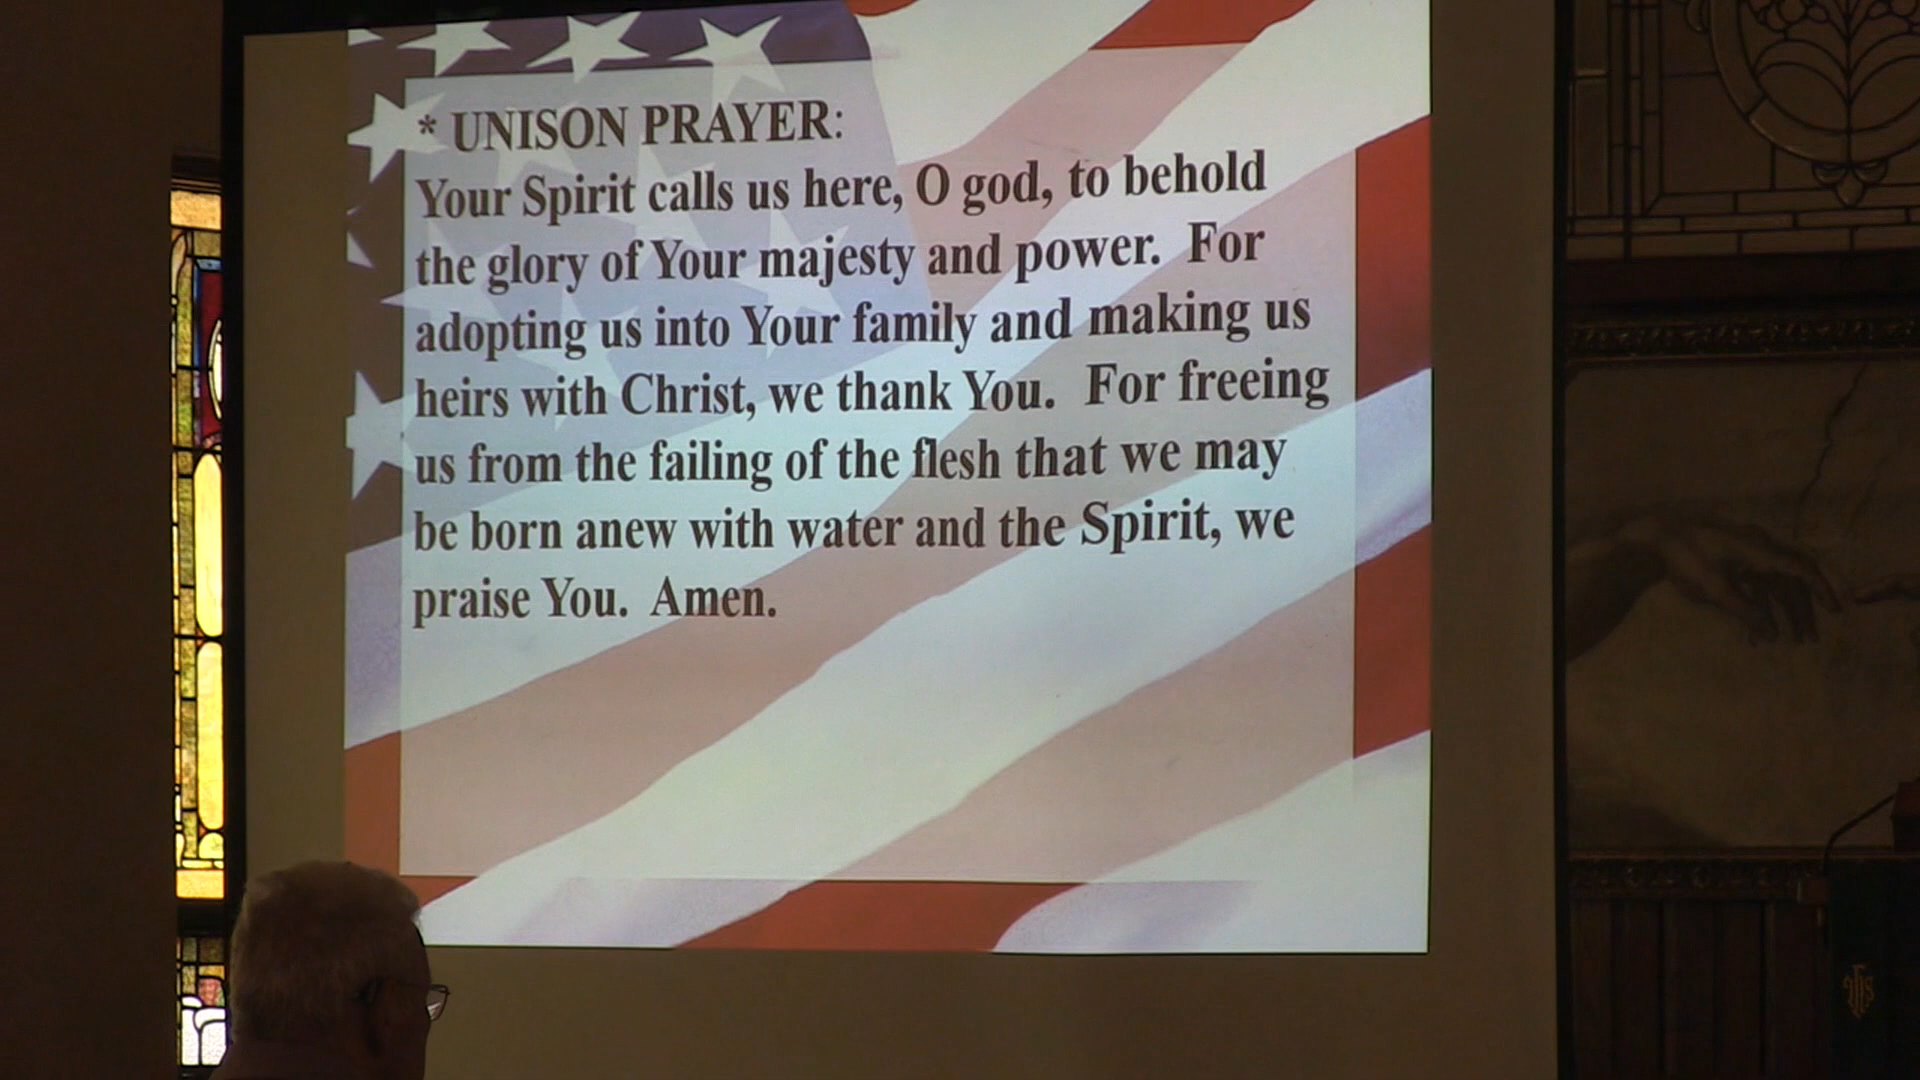 * UNISON PRAYER:
Your Spirit calls us here, O god, to behold
the glory of Your majesty and power. For
adopting us into Your family and making us
heirs with Christ, we thank You. For freeing
us from the failing of the flesh that we may
be born anew with water and the Spirit, we
praise You. Amen.
IHS